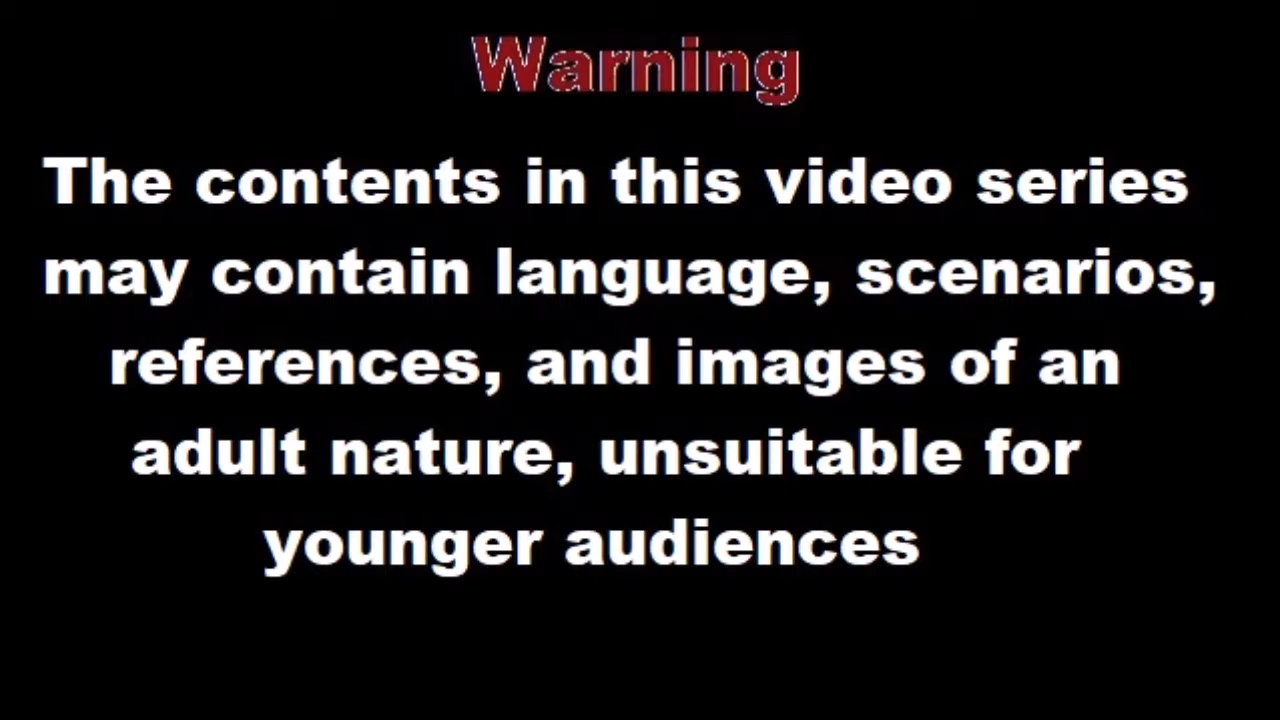 Warning
The contents in this video series
may contain language, scenarios,
references, and images of an
adult nature, unsuitable for
younger audiences